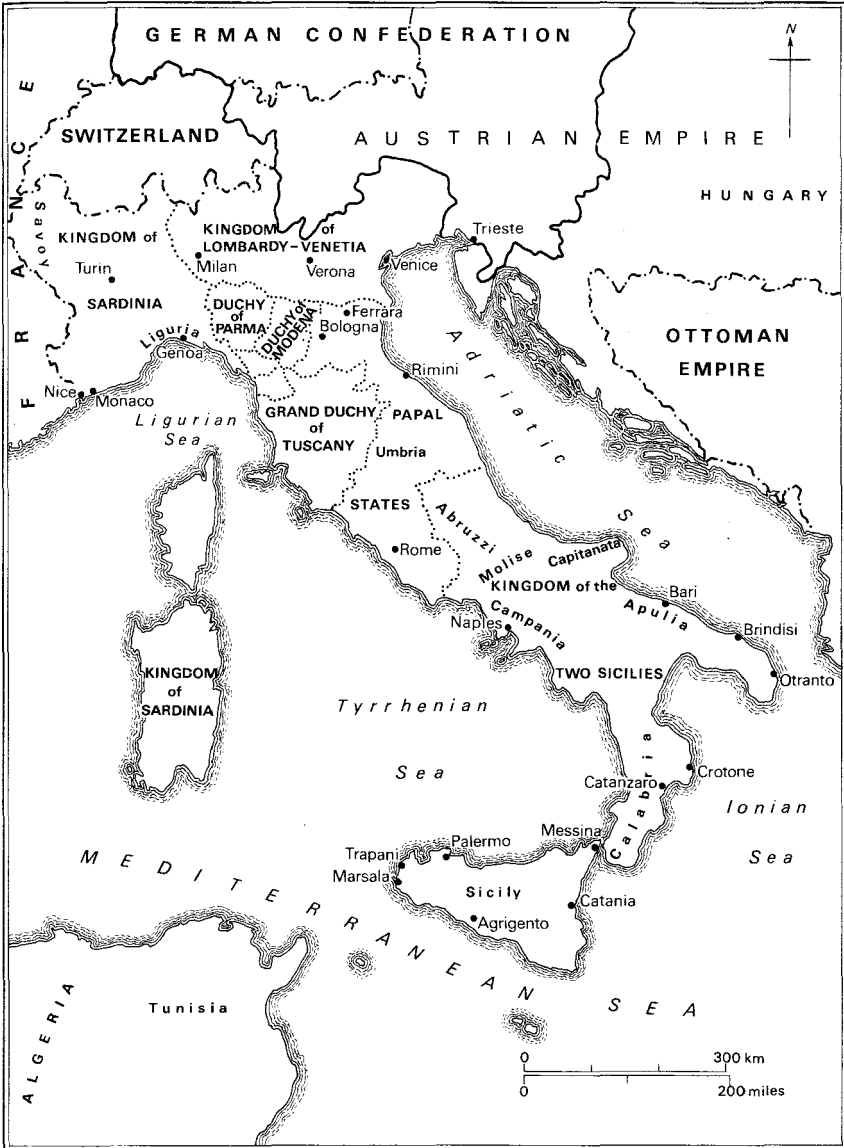 GERMAN CONFEDERATION
N
FRANCE
SWITZERLAND
AUSTRIAN EMPIRE
HUNGARY
Savoy
KINGDOM of
SARDINIA
Turin
KINGDOM of
LOMBARDY-VENETIA
Milan
Verona
Venice
Trieste
DUCHY
of
PARMA
DUCHY of
MODENA
Ferrara
Bologna
OTTOMAN
EMPIRE
Liguria
Genoa
Nice
Monaco
Rimini
Adriatic
Sea
Ligurian
Sea
GRAND DUCHY
of
TUSCANY
PAPAL
Umbria
STATES
Rome
Abruzzi
Molise
Capitanata
KINGDOM of the
Bari
Apulia
Campania
Naples
Brindisi
TWO SICILIES
Otranto
KINGDOM
of
SARDINIA
Tyrrhenian
Sea
Calabria
Catanzaro
Crotone
Ionian
Sea
Messina
Palermo
Trapani
Marsala
Sicily
Catania
Agrigento
MEDITERRANEAN SEA
ALGERIA
Tunisia
0 300 km
0 200 miles